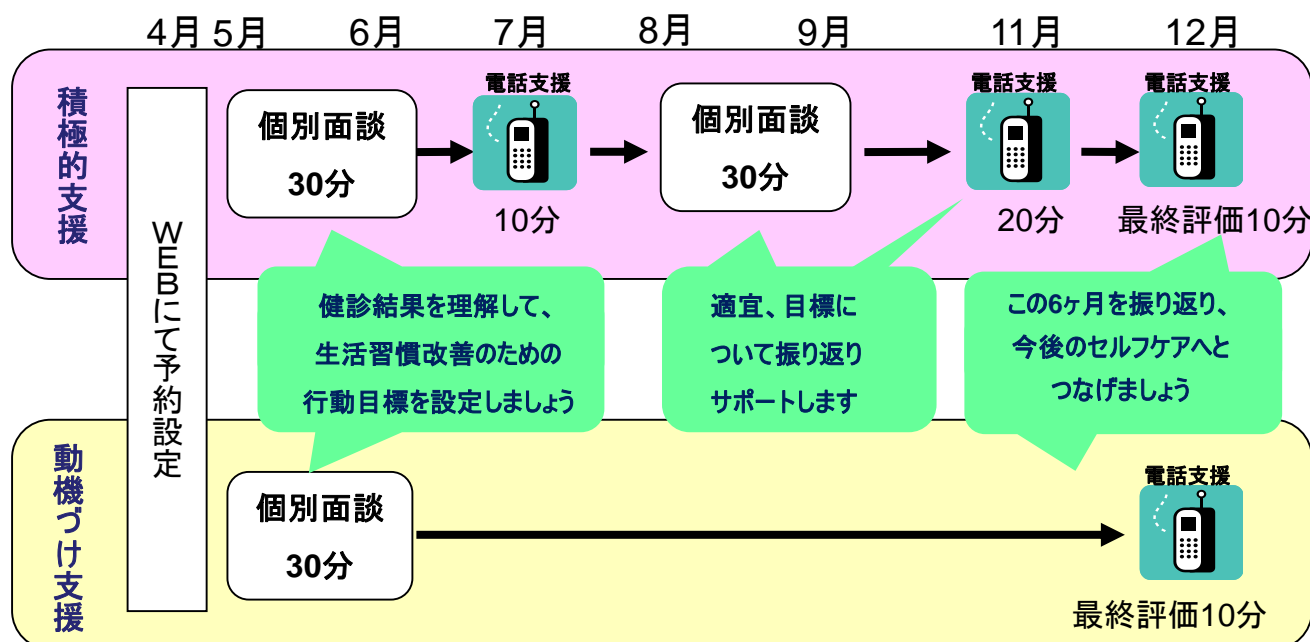 4月 5月 6月 7月 8月 9月 11月 12月
積極的支援
WEBにて予約設定
個別面談
30分
電話支援
10分
個別面談
30分
電話支援
20分
電話支援
最終評価10分
健診結果を理解して、
生活習慣改善のための
行動目標を設定しましょう
適宜、目標に
ついて振り返り
サポートします
この6ヶ月を振り返り、
今後のセルフケアへと
つなげましょう
動機づけ支援
個別面談
30分
電話支援
最終評価10分